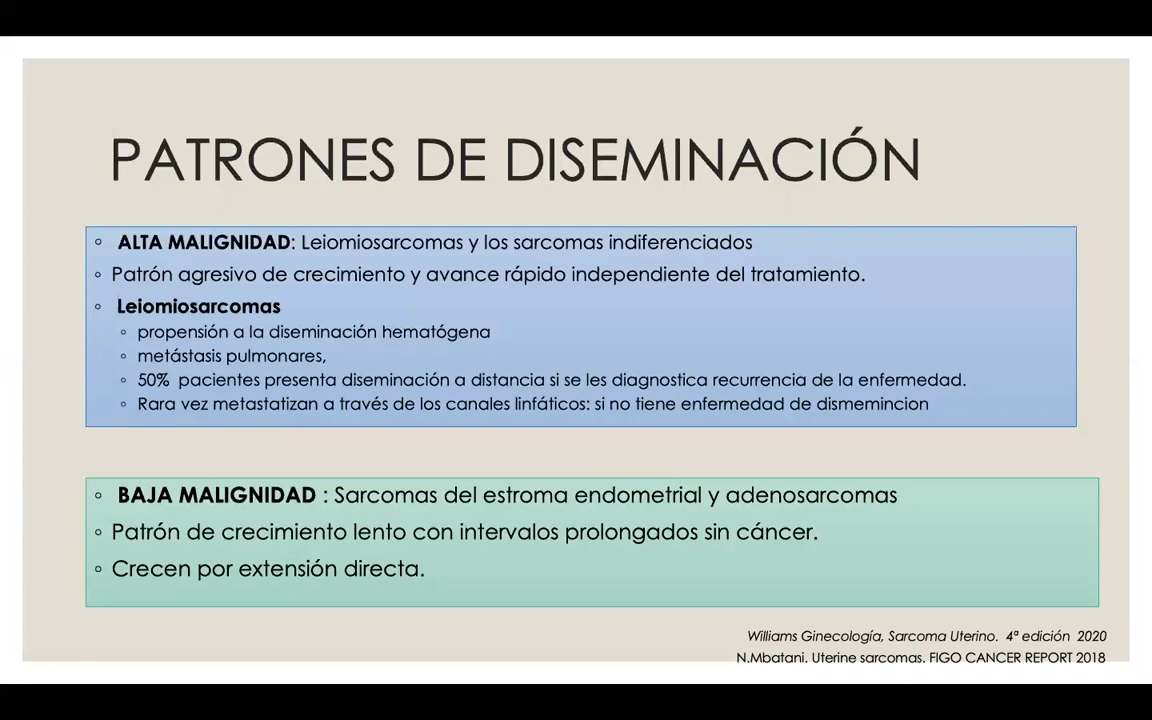 PATRONES DE DISEMINACIÓN
◦ ALTA MALIGNIDAD: Leiomiosarcomas y los sarcomas indiferenciados
◦ Patrón agresivo de crecimiento y avance rápido independiente del tratamiento.
◦ Leiomiosarcomas
◦ propensión a la diseminación hematógena
◦ metástasis pulmonares,
◦ 50% pacientes presenta diseminación a distancia si se les diagnostica recurrencia de la enfermedad.
◦ Rara vez metastatizan a través de los canales linfáticos: si no tiene enfermedad de dismemincion
◦ BAJA MALIGNIDAD : Sarcomas del estroma endometrial y adenosarcomas
◦ Patrón de crecimiento lento con intervalos prolongados sin cáncer.
◦ Crecen por extensión directa.
Williams Ginecología, Sarcoma Uterino. 4ª edición 2020
N.Mbatani. Uterine sarcomas. FIGO CANCER REPORT 2018